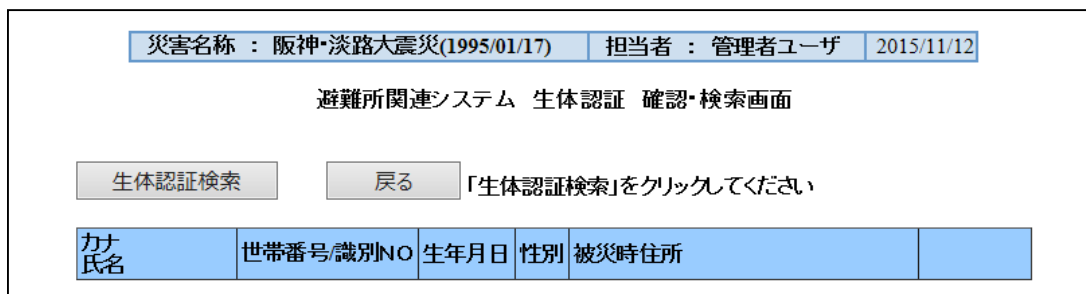 災害名称 : 阪神・淡路大震災(1995/01/17) 担当者 : 管理者ユーザ 2015/11/12
避難所関連システム 生体認証 確認・検索画面
生体認証検索 戻る 「生体認証検索」をクリックしてください
カナ
氏名 世帯番号/識別NO 生年月日 性別 被災時住所